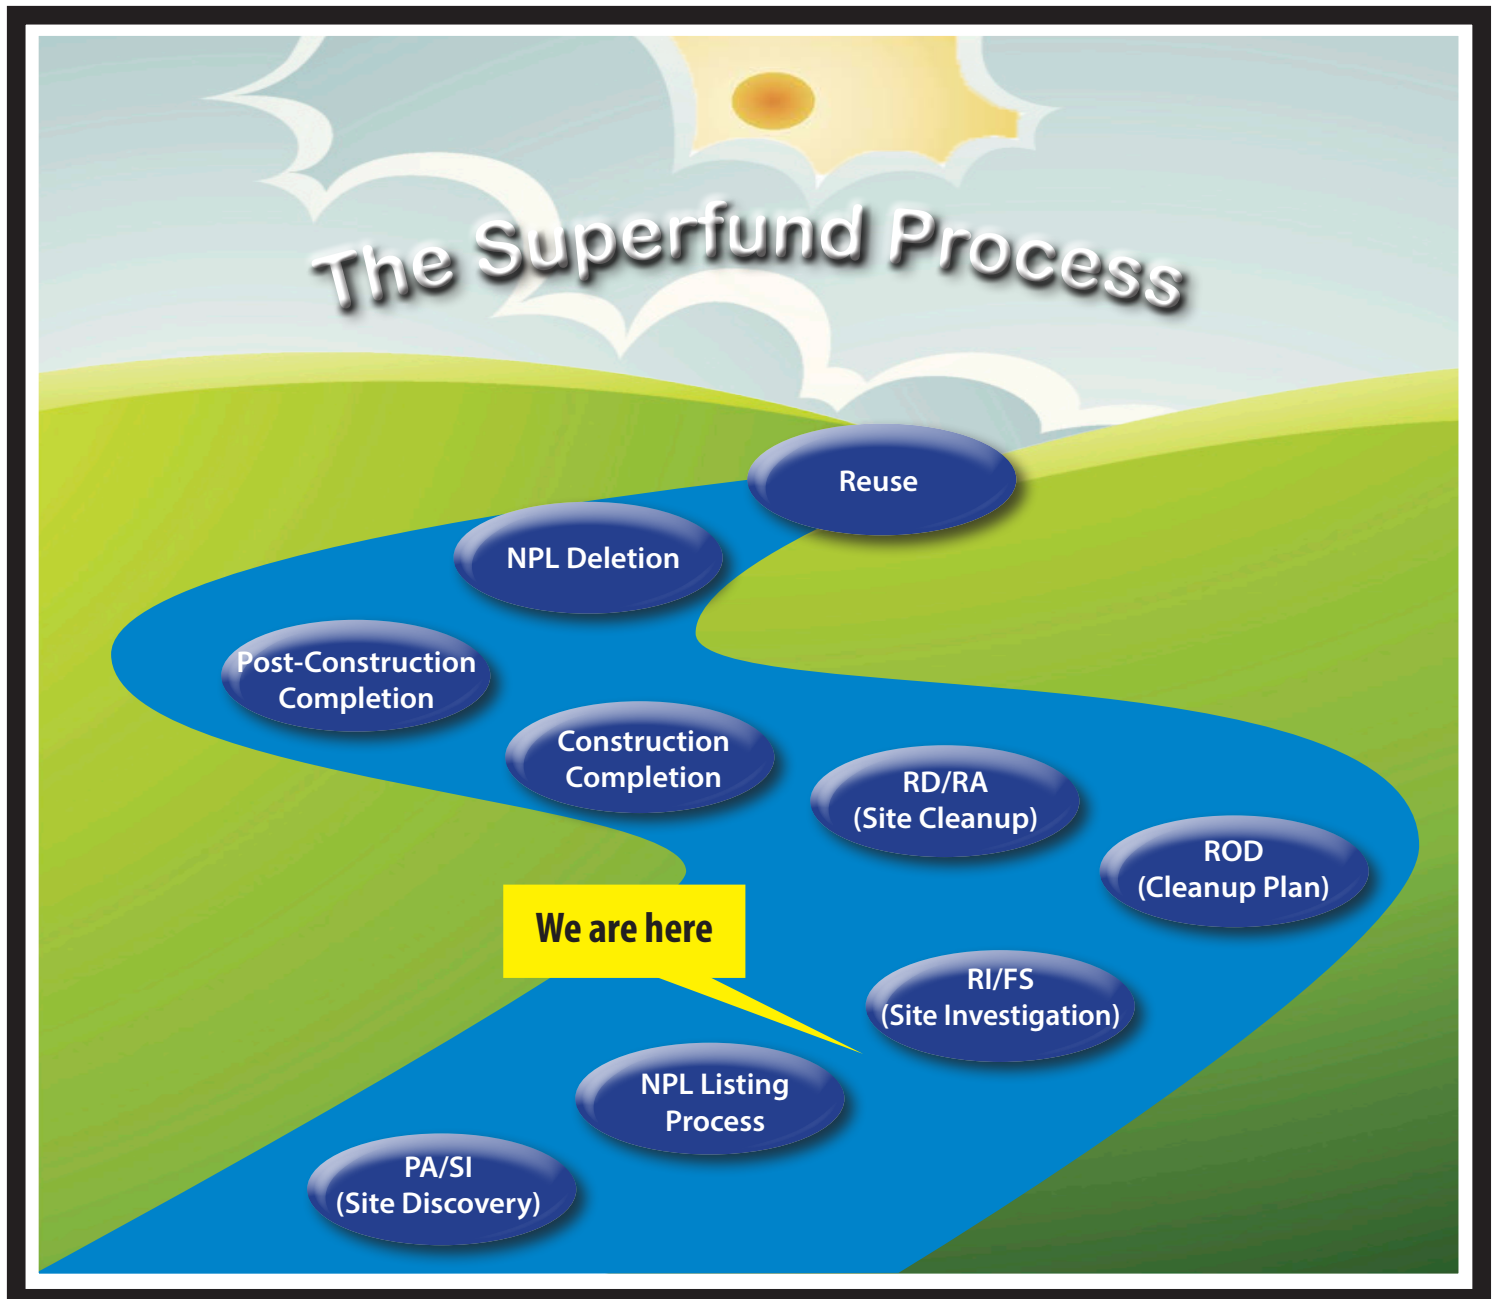 The Superfund Process
Reuse
NPL Deletion
Post-Construction
Completion
Construction
Completion
RD/RA
(Site Cleanup)
ROD
(Cleanup Plan)
We are here
RI/FS
(Site Investigation)
NPL Listing
Process
PA/SI
(Site Discovery)